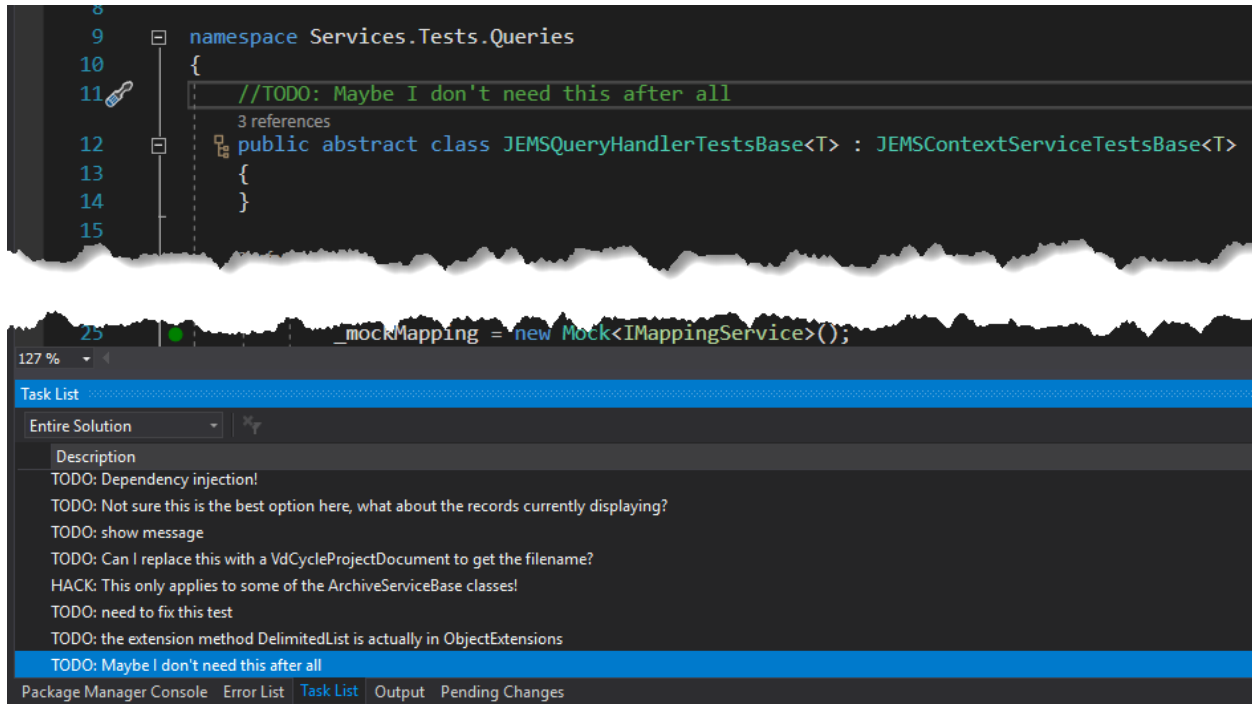 8
9 namespace Services.Tests.Queries
10 {
11 //TODO: Maybe I don't need this after all
3 references
12 public abstract class JEMSQueryHandlerTestsBase<T> : JEMSContextServiceTestsBase<T>
13 {
14 }
15
25 _mockMapping = new Mock<IMappingService>();
127 %
Task List
Entire Solution
Description
TODO: Dependency injection!
TODO: Not sure this is the best option here, what about the records currently displaying?
TODO: show message
TODO: Can I replace this with a VdCycleProjectDocument to get the filename?
HACK: This only applies to some of the ArchiveServiceBase classes!
TODO: need to fix this test
TODO: the extension method DelimitedList is actually in ObjectExtensions
TODO: Maybe I don't need this after all
Package Manager Console Error List Task List Output Pending Changes